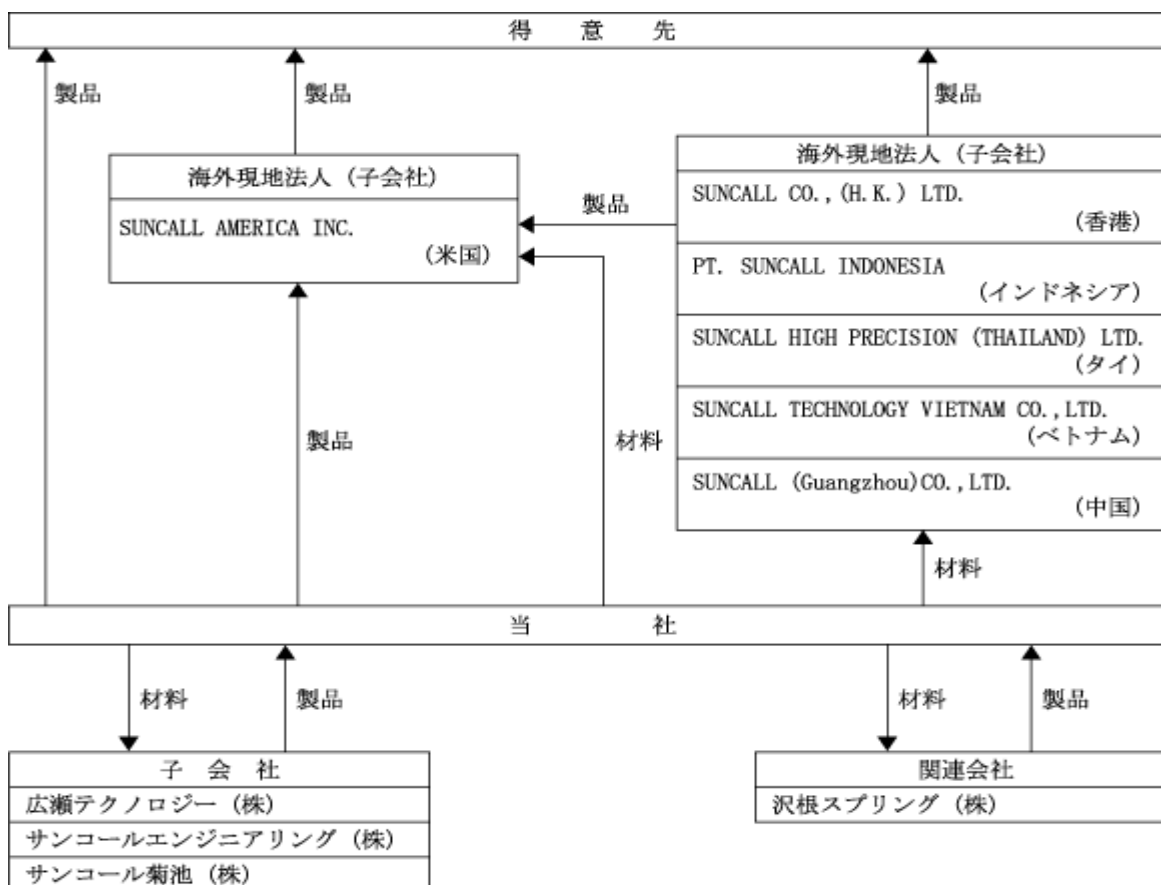 得 意 先
製品
製品
製品
海外現地法人（子会社）
SUNCALL AMERICA INC.
（米国）
製品
海外現地法人（子会社）
SUNCALL CO.,(H.K.) LTD.
（香港）
PT. SUNCALL INDONESIA
（インドネシア）
SUNCALL HIGH PRECISION (THAILAND) LTD.
（タイ）
SUNCALL TECHNOLOGY VIETNAM CO.,LTD.
（ベトナム）
SUNCALL (Guangzhou)CO.,LTD.
（中国）
製品
材料
材料
当 社
材料
製品
材料
製品
子 会 社
広瀬テクノロジー（株）
サンコールエンジニアリング（株）
サンコール菊池（株）
関連会社
沢根スプリング（株）